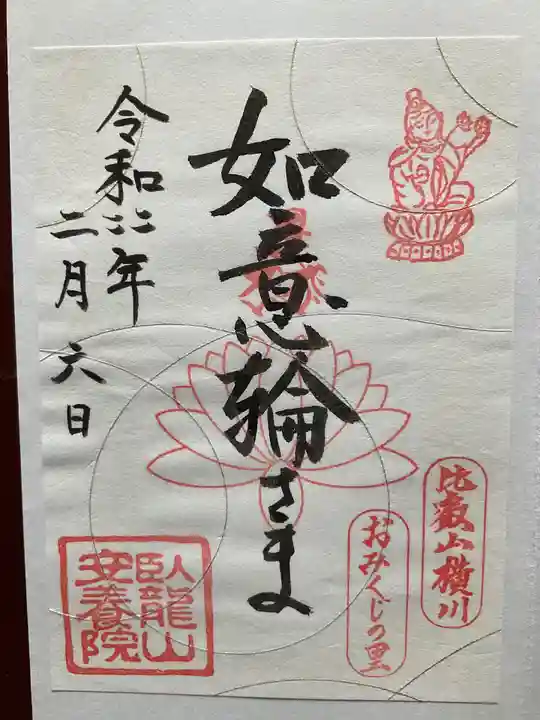 比叡山横川
おみくじの里
如意輪さま
令和二年
二月六日
臥龍山
安養院